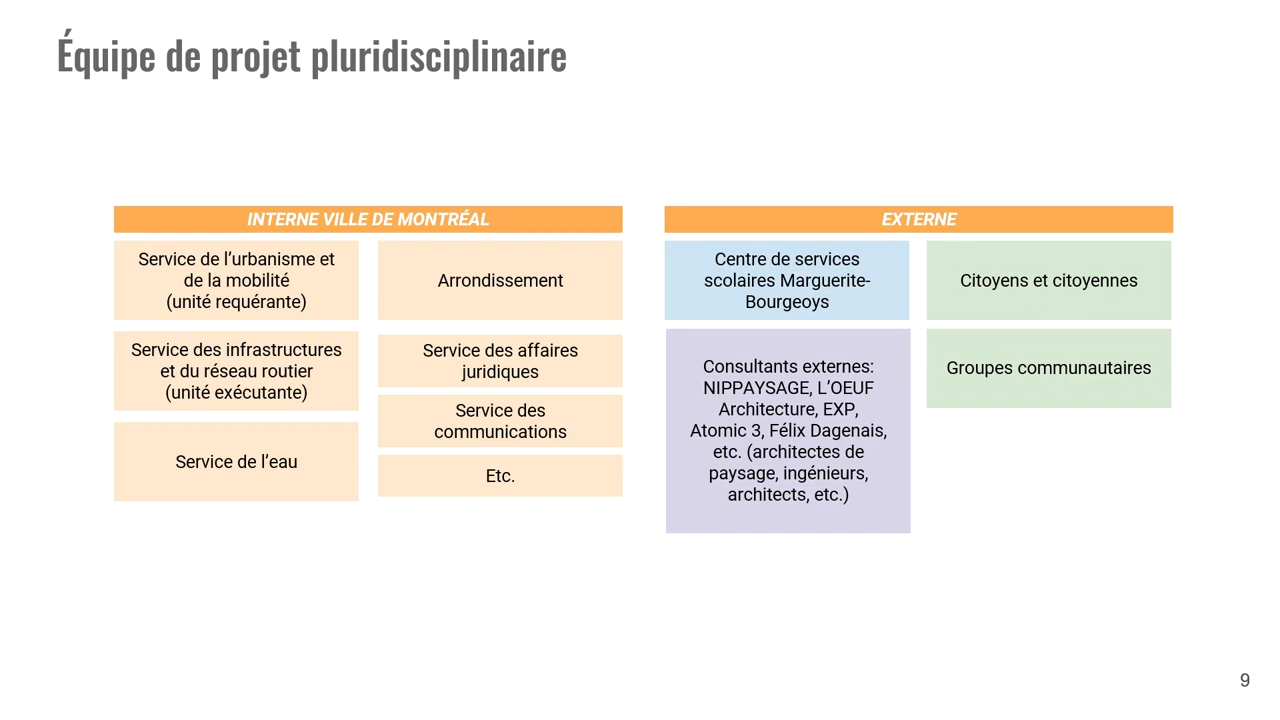 Équipe de projet pluridisciplinaire
INTERNE VILLE DE MONTRÉAL
Service de l’urbanisme et
de la mobilité
(unité requérante)
Arrondissement
Service des infrastructures
et du réseau routier
(unité exécutante)
Service des affaires
juridiques
Service des
communications
Service de l’eau
Etc.
EXTERNE
Centre de services
scolaires Marguerite-
Bourgeoys
Citoyens et citoyennes
Consultants externes:
NIPPAYSAGE, L’OEUF
Architecture, EXP,
Atomic 3, Félix Dagenais,
etc. (architectes de
paysage, ingénieurs,
architects, etc.)
Groupes communautaires
9